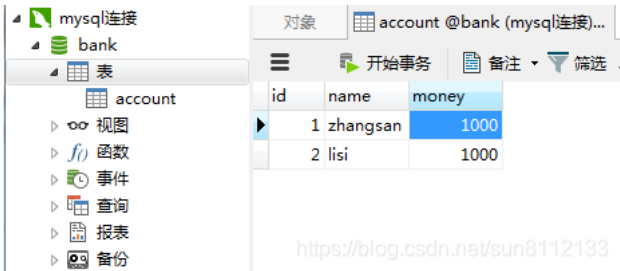 mysql连接
bank
表
account
视图
函数
事件
查询
报表
备份
对象
account @bank (mysql连接)...
开始事务 备注 筛选
id name money
1 zhangsan 1000
2 lisi 1000
https://blog.csdn.net/sun8112133